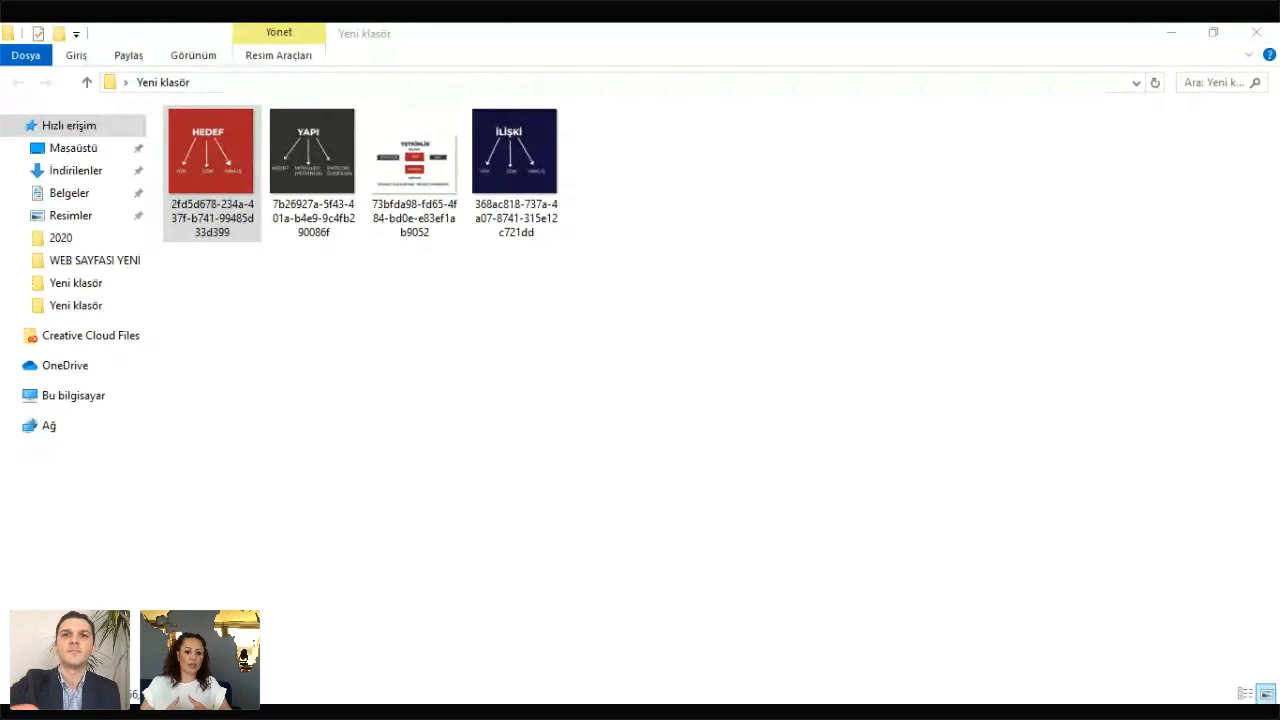 Yönet
Yeni klasör
Dosya
Giriş
Paylaş
Görünüm
Resim Araçları
Yeni klasör
Ara: Yeni k...
Hızlı erişim
Masaüstü
İndirilenler
Belgeler
Resimler
2020
WEB SAYFASI YENİ
Yeni klasör
Yeni klasör
Creative Cloud Files
OneDrive
Bu bilgisayar
Ağ
HEDEF
2fd5d678-234a-4
37f-b741-99485d
33d399
YAPI
7b26927a-5f43-4
01a-b4e9-9c4fb2
90086f
YETKİNLİK
73bfda98-fd65-4f
84-bd0e-e83ef1a
b9052
İLİŞKİ
368ac818-737a-4
a07-8741-315e12
c721dd